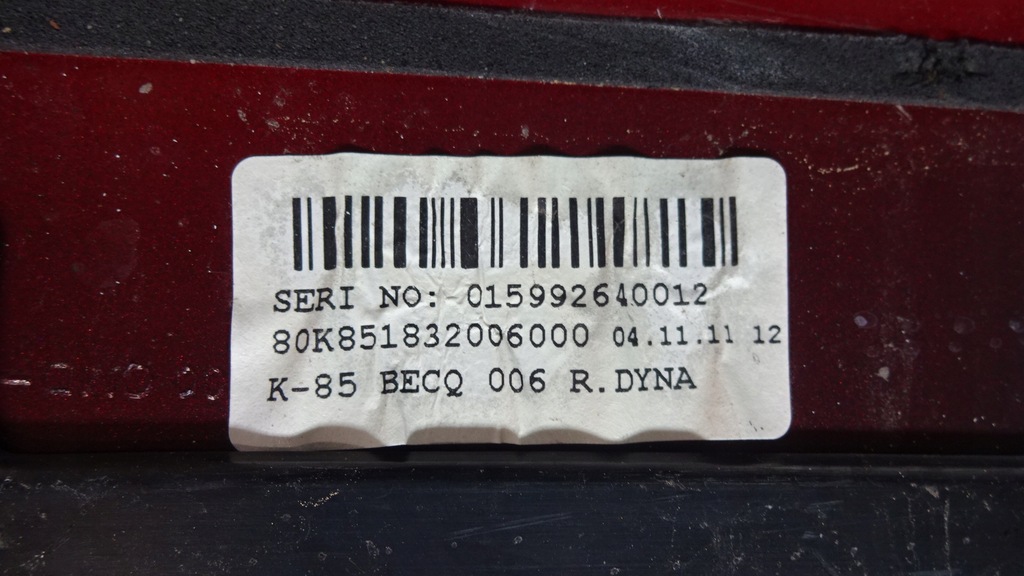 SERI NO: 015992640012
80K851832006000 04.11.11 12
K-85 BECQ 006 R.DYNA